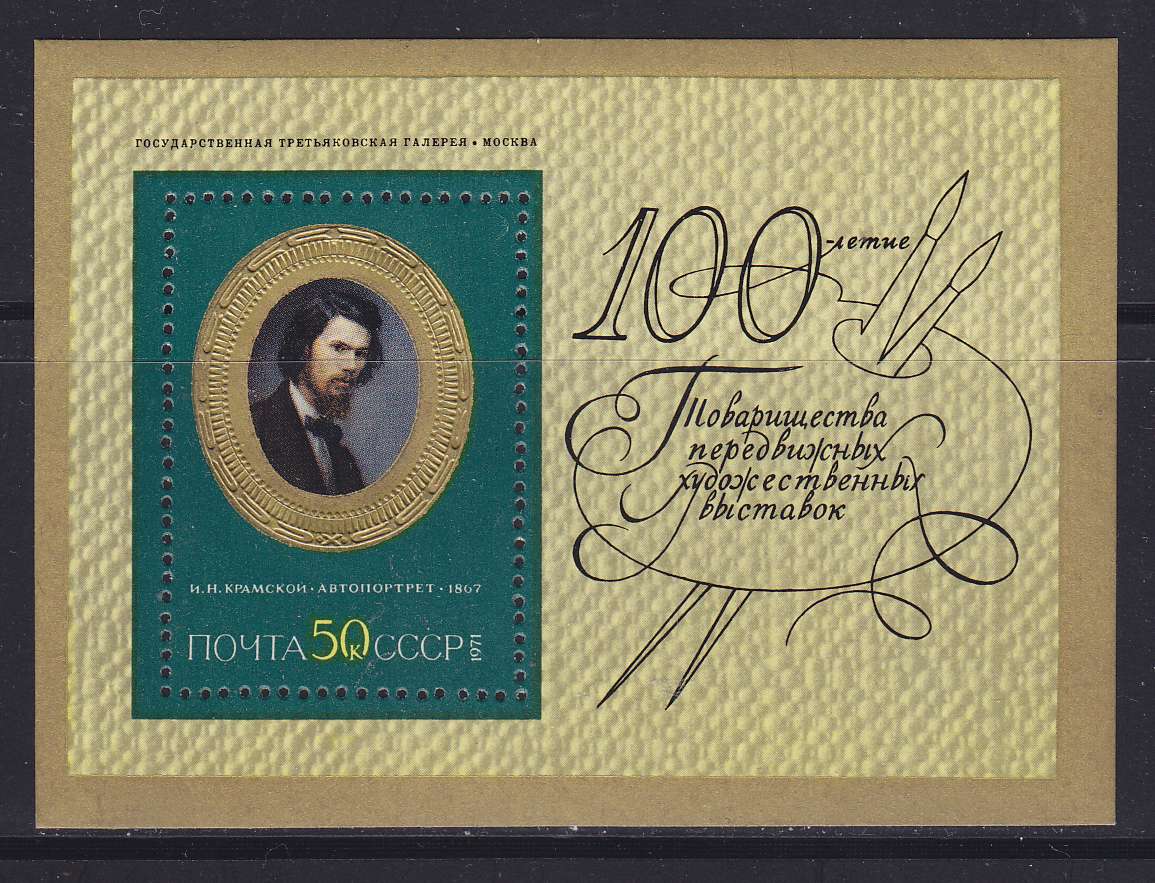 ГОСУДАРСТВЕННАЯ ТРЕТЬЯКОВСКАЯ ГАЛЕРЕЯ • МОСКВА
И.Н. КРАМСКОЙ • АВТОПОРТРЕТ • 1867
ПОЧТА 50К СССР 1971
100-летие
Товарищества
передвижных
художественных
выставок